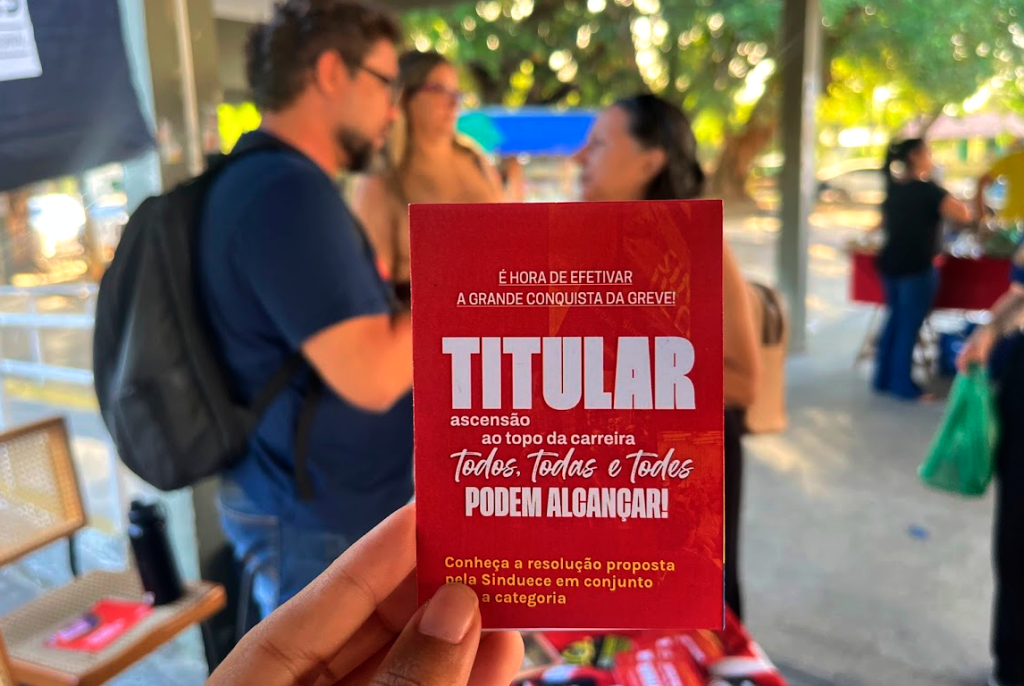 É HORA DE EFETIVAR
A GRANDE CONQUISTA DA GREVE!
TITULAR
ascensão
ao topo da carreira
Todos, Todas e Todes
PODEM ALCANÇAR!
Conheça a resolução proposta
pela Sinduece em conjunto
a categoria